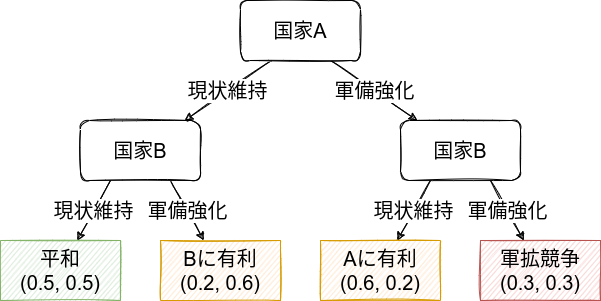 国家A
現状維持
軍備強化
国家B
国家B
現状維持
軍備強化
現状維持
軍備強化
平和
(0.5, 0.5)
Bに有利
(0.2, 0.6)
Aに有利
(0.6, 0.2)
軍拡競争
(0.3, 0.3)